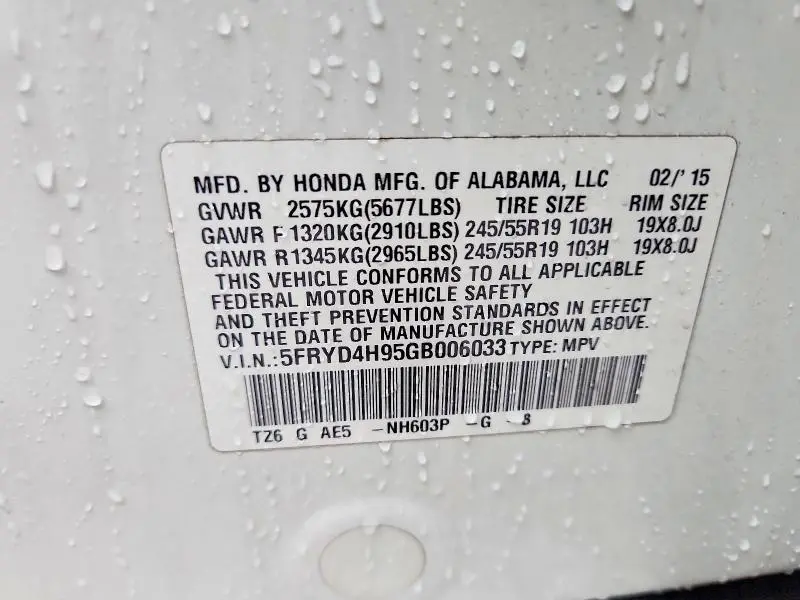 MFD. BY HONDA MFG. OF ALABAMA, LLC 02/' 15
GVWR 2575KG(5677LBS) TIRE SIZE RIM SIZE
GAWR F1320KG(2910LBS) 245/55R19 103H 19X8.0J
GAWR R1345KG(2965LBS) 245/55R19 103H 19X8.0J
THIS VEHICLE CONFORMS TO ALL APPLICABLE
FEDERAL MOTOR VEHICLE SAFETY
AND THEFT PREVENTION STANDARDS IN EFFECT
ON THE DATE OF MANUFACTURE SHOWN ABOVE.
V.I.N.:5FRYD4H95GB006033 TYPE: MPV
TZ6 G AE5 -NH603P -G -B